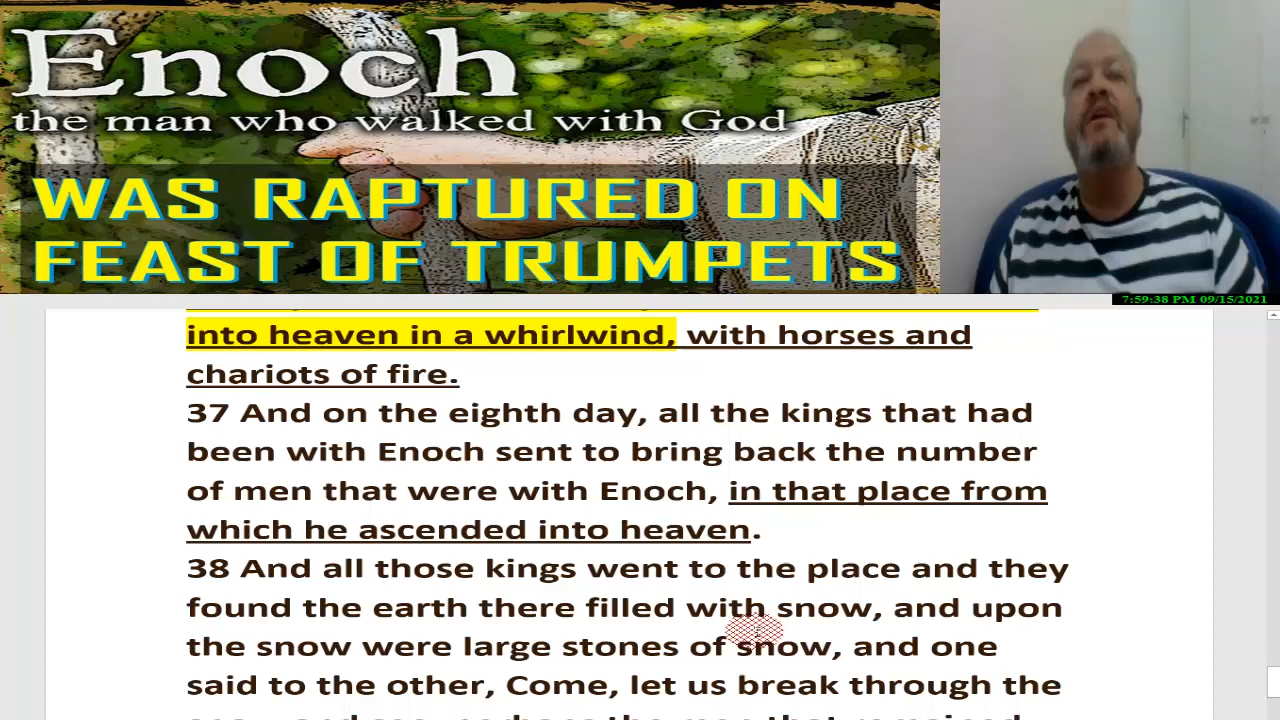 Enoch
the man who walked with God
WAS RAPTURED ON
FEAST OF TRUMPETS
7:59:38 PM 09/15/2021
into heaven in a whirlwind, with horses and
chariots of fire.
37 And on the eighth day, all the kings that had
been with Enoch sent to bring back the number
of men that were with Enoch, in that place from
which he ascended into heaven.
38 And all those kings went to the place and they
found the earth there filled with snow, and upon
the snow were large stones of snow, and one
said to the other, Come, let us break through the